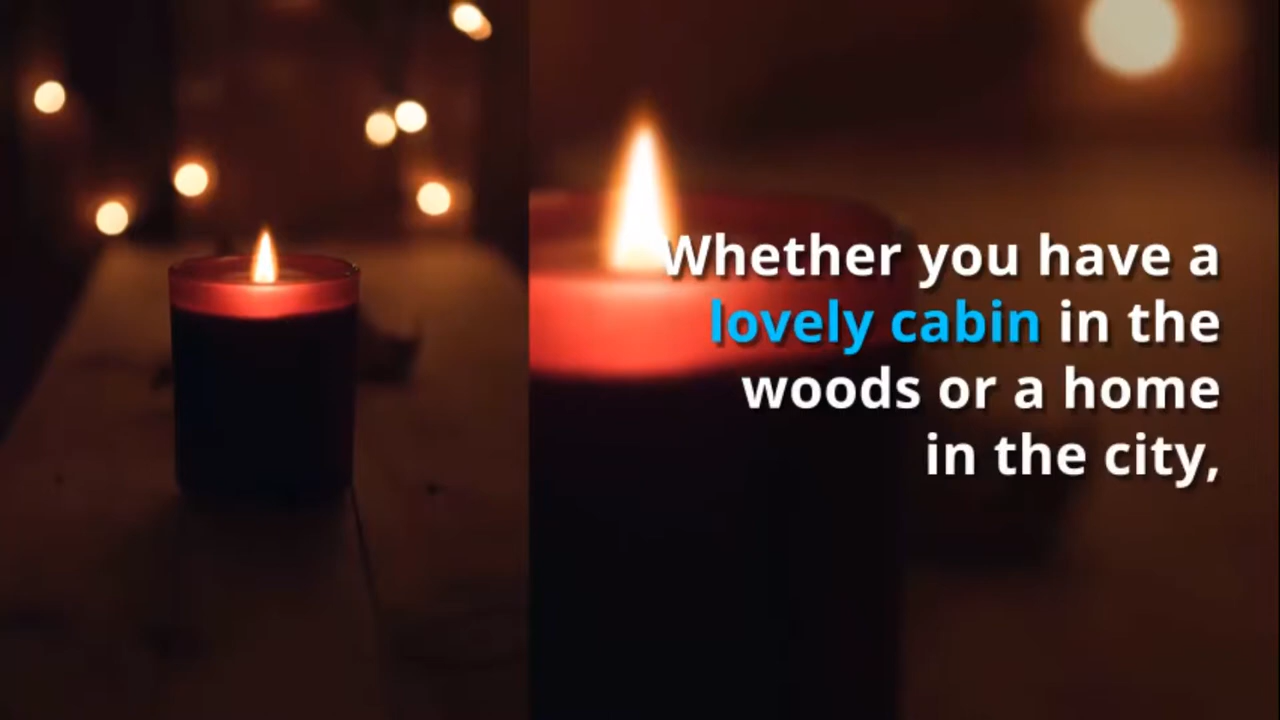 Whether you have a
lovely cabin in the
woods or a home
in the city,